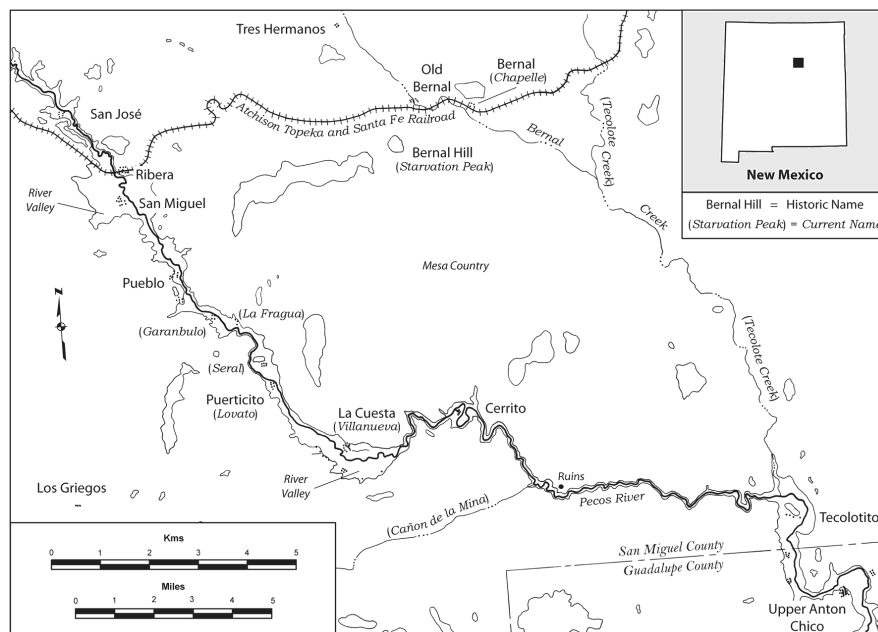 Tres Hermanos
Old
Bernal
Bernal
(Chapelle)
San José
Atchison Topeka and Santa Fe Railroad
(Tecolote Creek)
Bernal
Creek
Bernal Hill
(Starvation Peak)
Ribera
River
Valley
San Miguel
Mesa Country
Pueblo
N
(La Fragua)
(Garanbulo)
(Seral)
(Tecolote Creek)
Puerticito
(Lovato)
La Cuesta
(Villanueva)
Cerrito
River
Valley
Ruins
Pecos River
Los Griegos
(Cañon de la Mina)
Tecolotito
San Miguel County
Guadalupe County
Upper Anton
Chico
Kms
0 1 2 3 4 5
Miles
0 1 2 3 4 5
New Mexico
Bernal Hill = Historic Name
(Starvation Peak) = Current Name